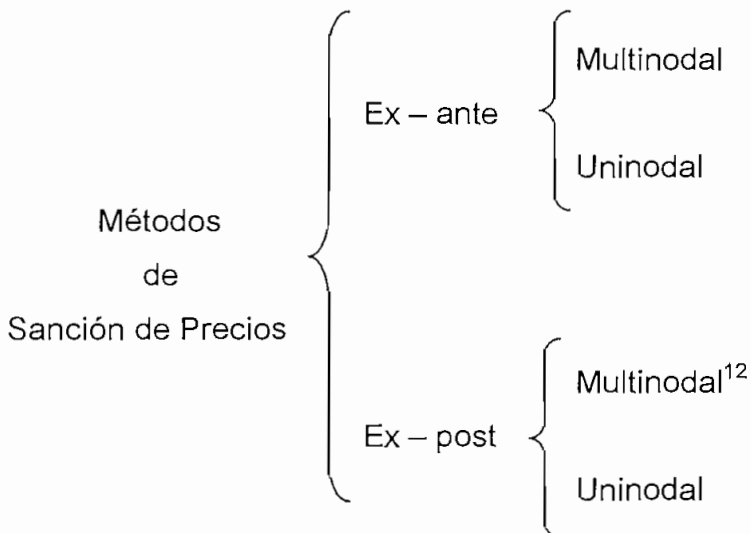 Métodos
de
Sanción de Precios
Ex – ante
Multinodal
Uninodal
Ex – post
Multinodal¹²
Uninodal